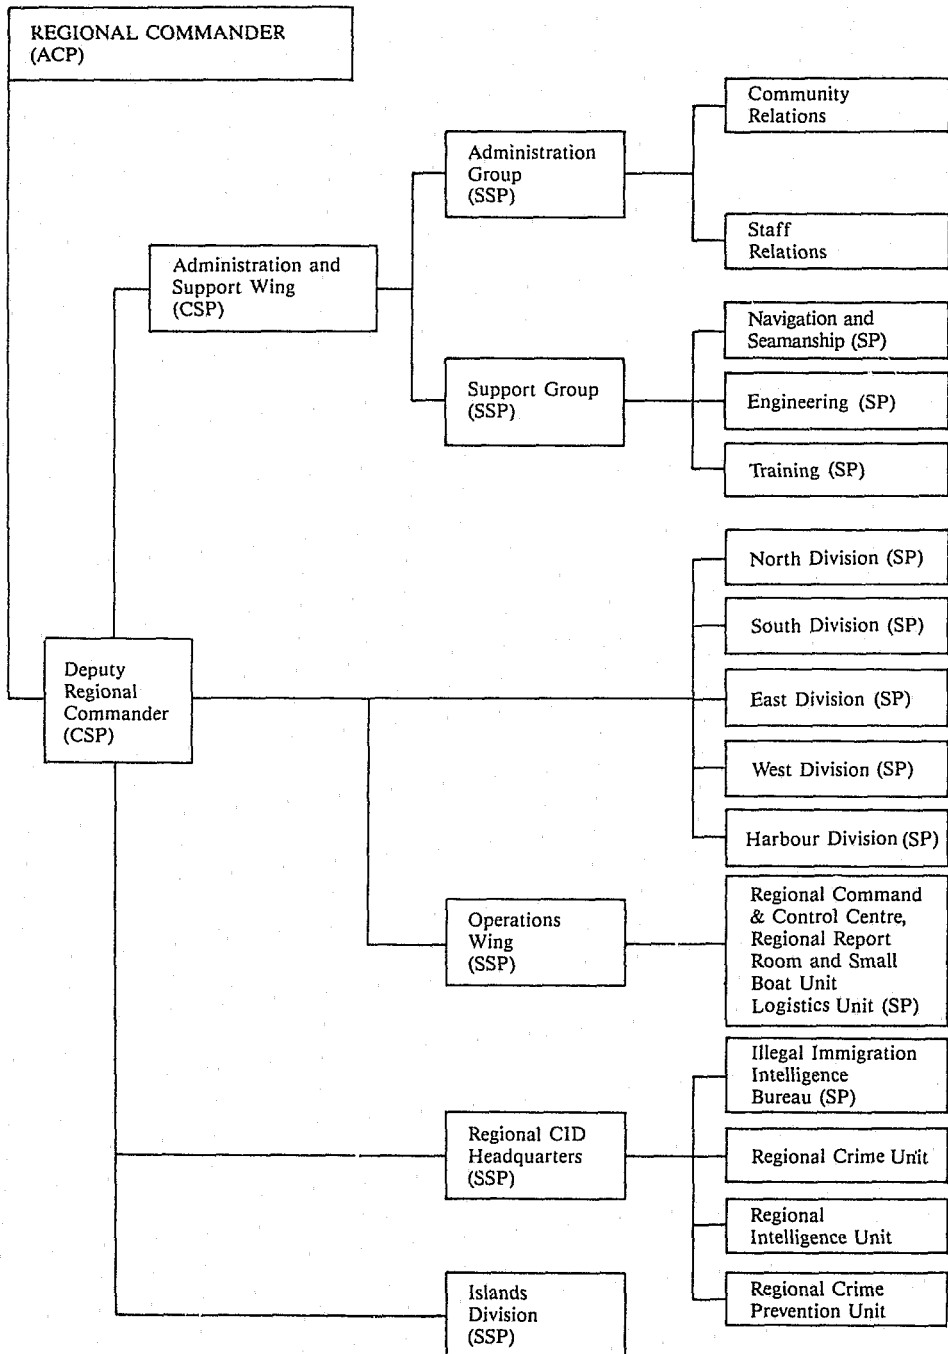 REGIONAL COMMANDER
(ACP)
Community
Relations
Administration
Group
(SSP)
Staff
Relations
Administration and
Support Wing
(CSP)
Navigation and
Seamanship (SP)
Support Group
(SSP)
Engineering (SP)
Training (SP)
North Division (SP)
South Division (SP)
Deputy
Regional
Commander
(CSP)
East Division (SP)
West Division (SP)
Harbour Division (SP)
Operations
Wing
(SSP)
Regional Command
& Control Centre,
Regional Report
Room and Small
Boat Unit
Logistics Unit (SP)
Illegal Immigration
Intelligence
Bureau (SP)
Regional CID
Headquarters
(SSP)
Regional Crime Unit
Regional
Intelligence Unit
Regional Crime
Prevention Unit
Islands
Division
(SSP)